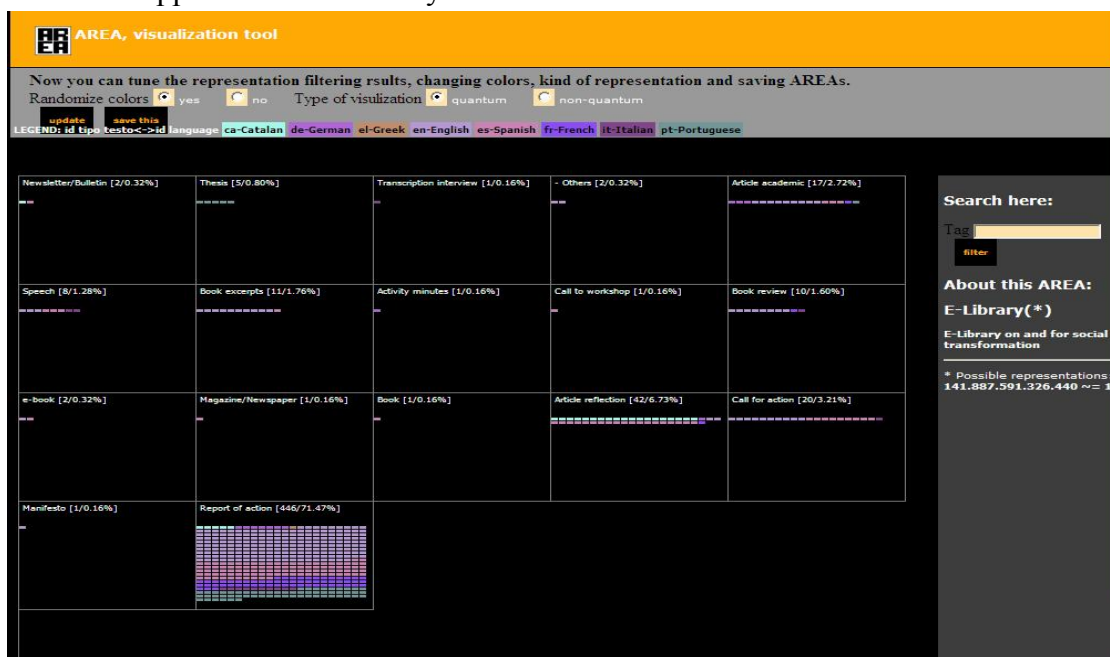 AREA, visualization tool
Now you can tune the representation filtering rsults, changing colors, kind of representation and saving AREAs.
Randomize colors yes no Type of visulization quantum non-quantum
update save this
LEGEND: id tipo testo<->id language ca-Catalan de-German el-Greek en-English es-Spanish fr-French it-Italian pt-Portuguese
Newsletter/Bulletin [2/0.32%] Thesis [5/0.80%] Transcription interview [1/0.16%] - Others [2/0.32%] Article academic [17/2.72%]
Speech [8/1.28%] Book excerpts [11/1.76%] Activity minutes [1/0.16%] Call to workshop [1/0.16%] Book review [10/1.60%]
e-book [2/0.32%] Magazine/Newspaper [1/0.16%] Book [1/0.16%] Article reflection [42/6.73%] Call for action [20/3.21%]
Manifesto [1/0.16%] Report of action [446/71.47%]
Search here:
Tag
filter
About this AREA:
E-Library(*)
E-Library on and for social
transformation
* Possible representations
141.887.591.326.440 ~= 1